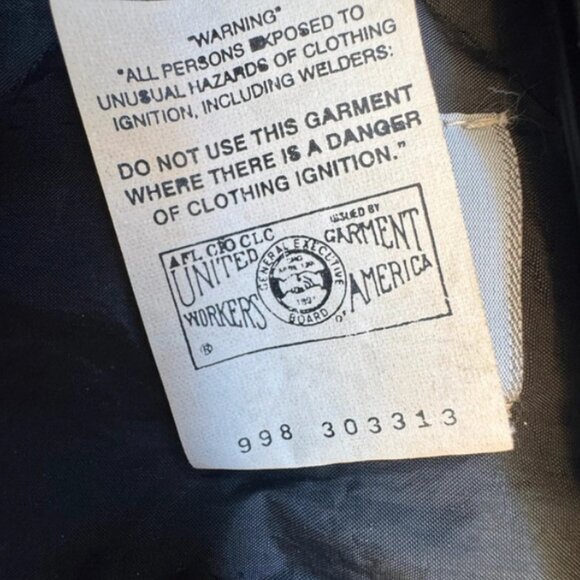 "WARNING"
"ALL PERSONS EXPOSED TO
UNUSUAL HAZARDS OF CLOTHING
IGNITION, INCLUDING WELDERS:
DO NOT USE THIS GARMENT
WHERE THERE IS A DANGER
OF CLOTHING IGNITION."
AFL CIO CLC
ISSUED BY
UNITED GARMENT
WORKERS OF AMERICA
GENERAL EXECUTIVE
BOARD
1891
®
998 303313